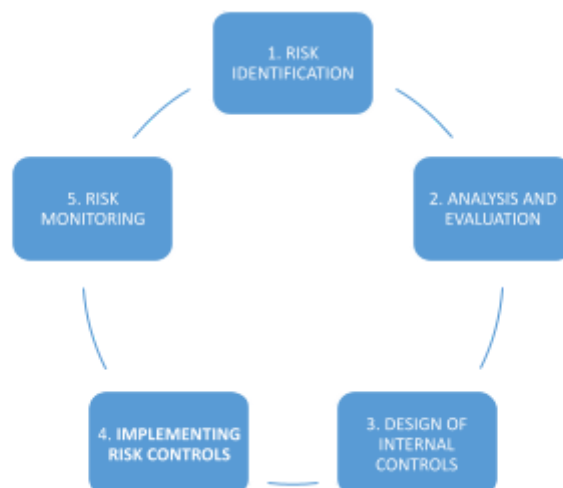 1. RISK
IDENTIFICATION
2. ANALYSIS AND
EVALUATION
3. DESIGN OF
INTERNAL
CONTROLS
4. IMPLEMENTING
RISK CONTROLS
5. RISK
MONITORING